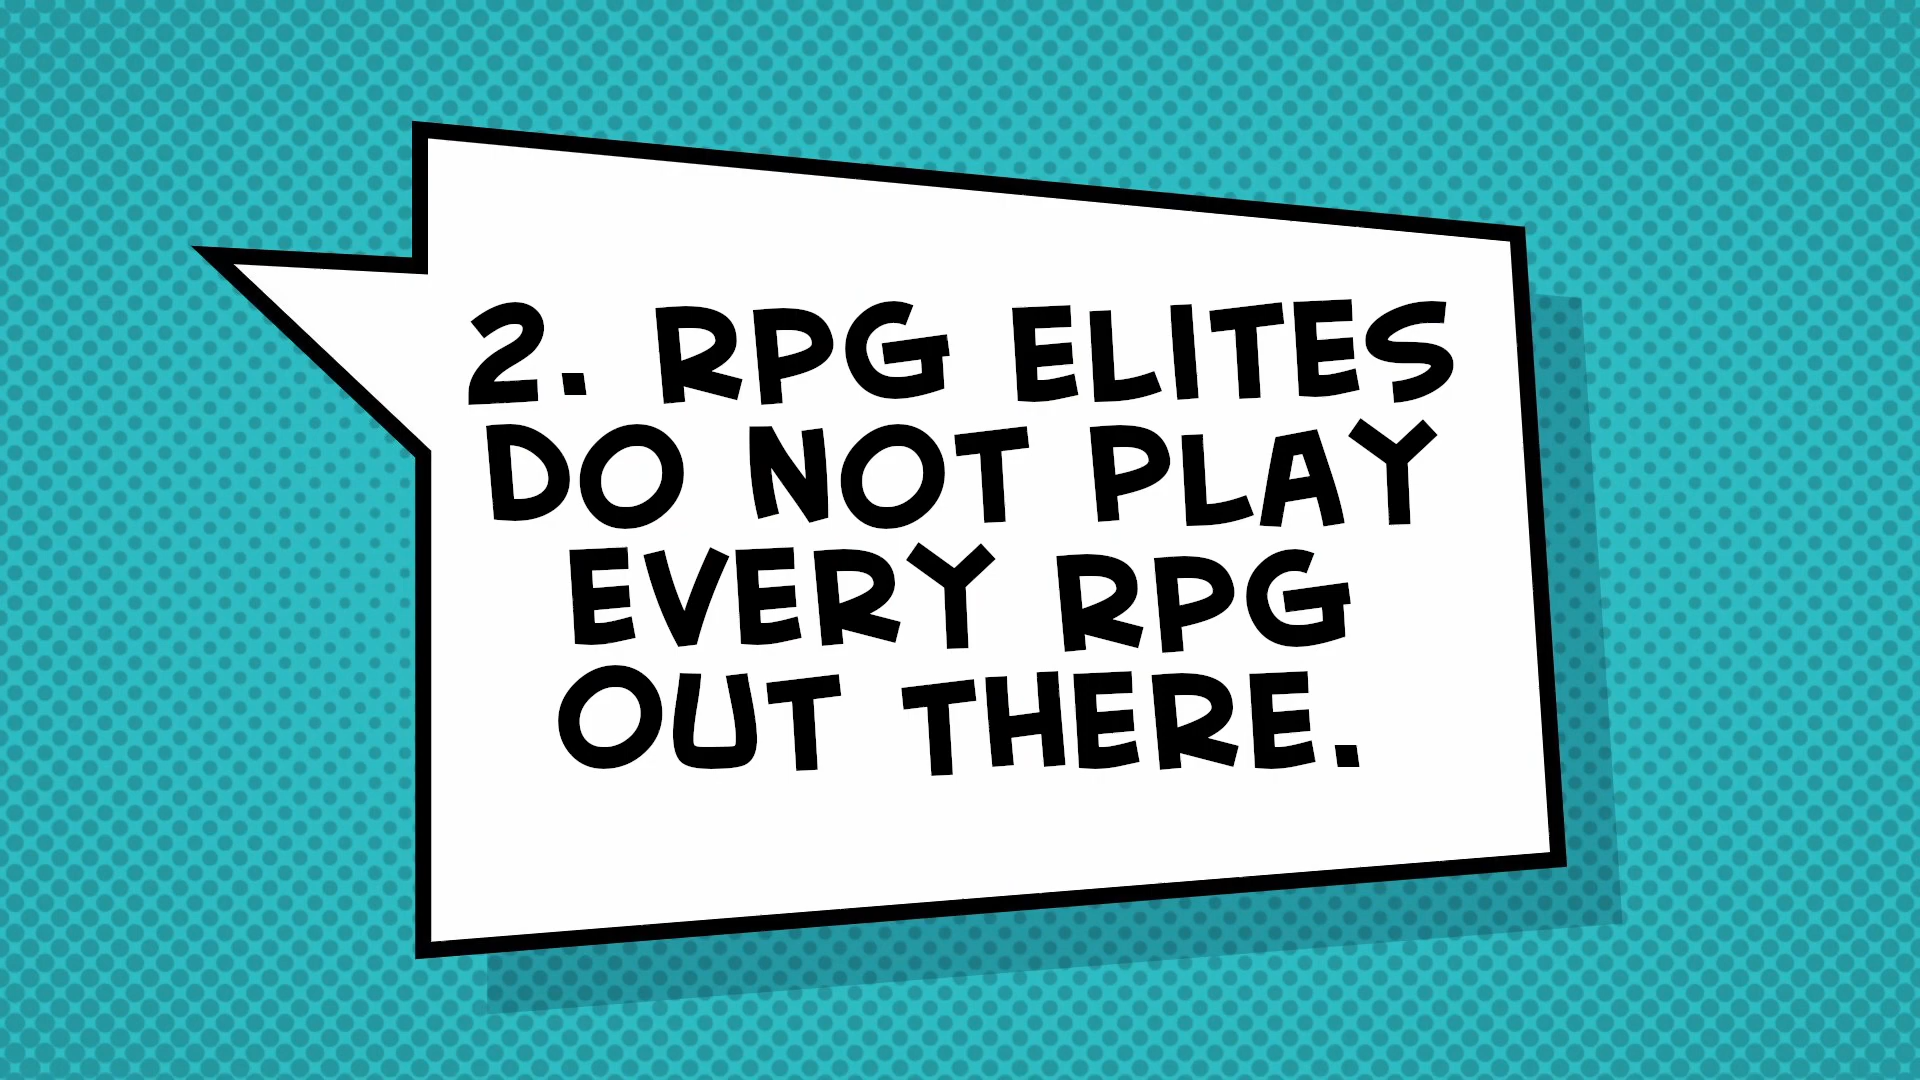 2. RPG ELITES
DO NOT PLAY
EVERY RPG
OUT THERE.